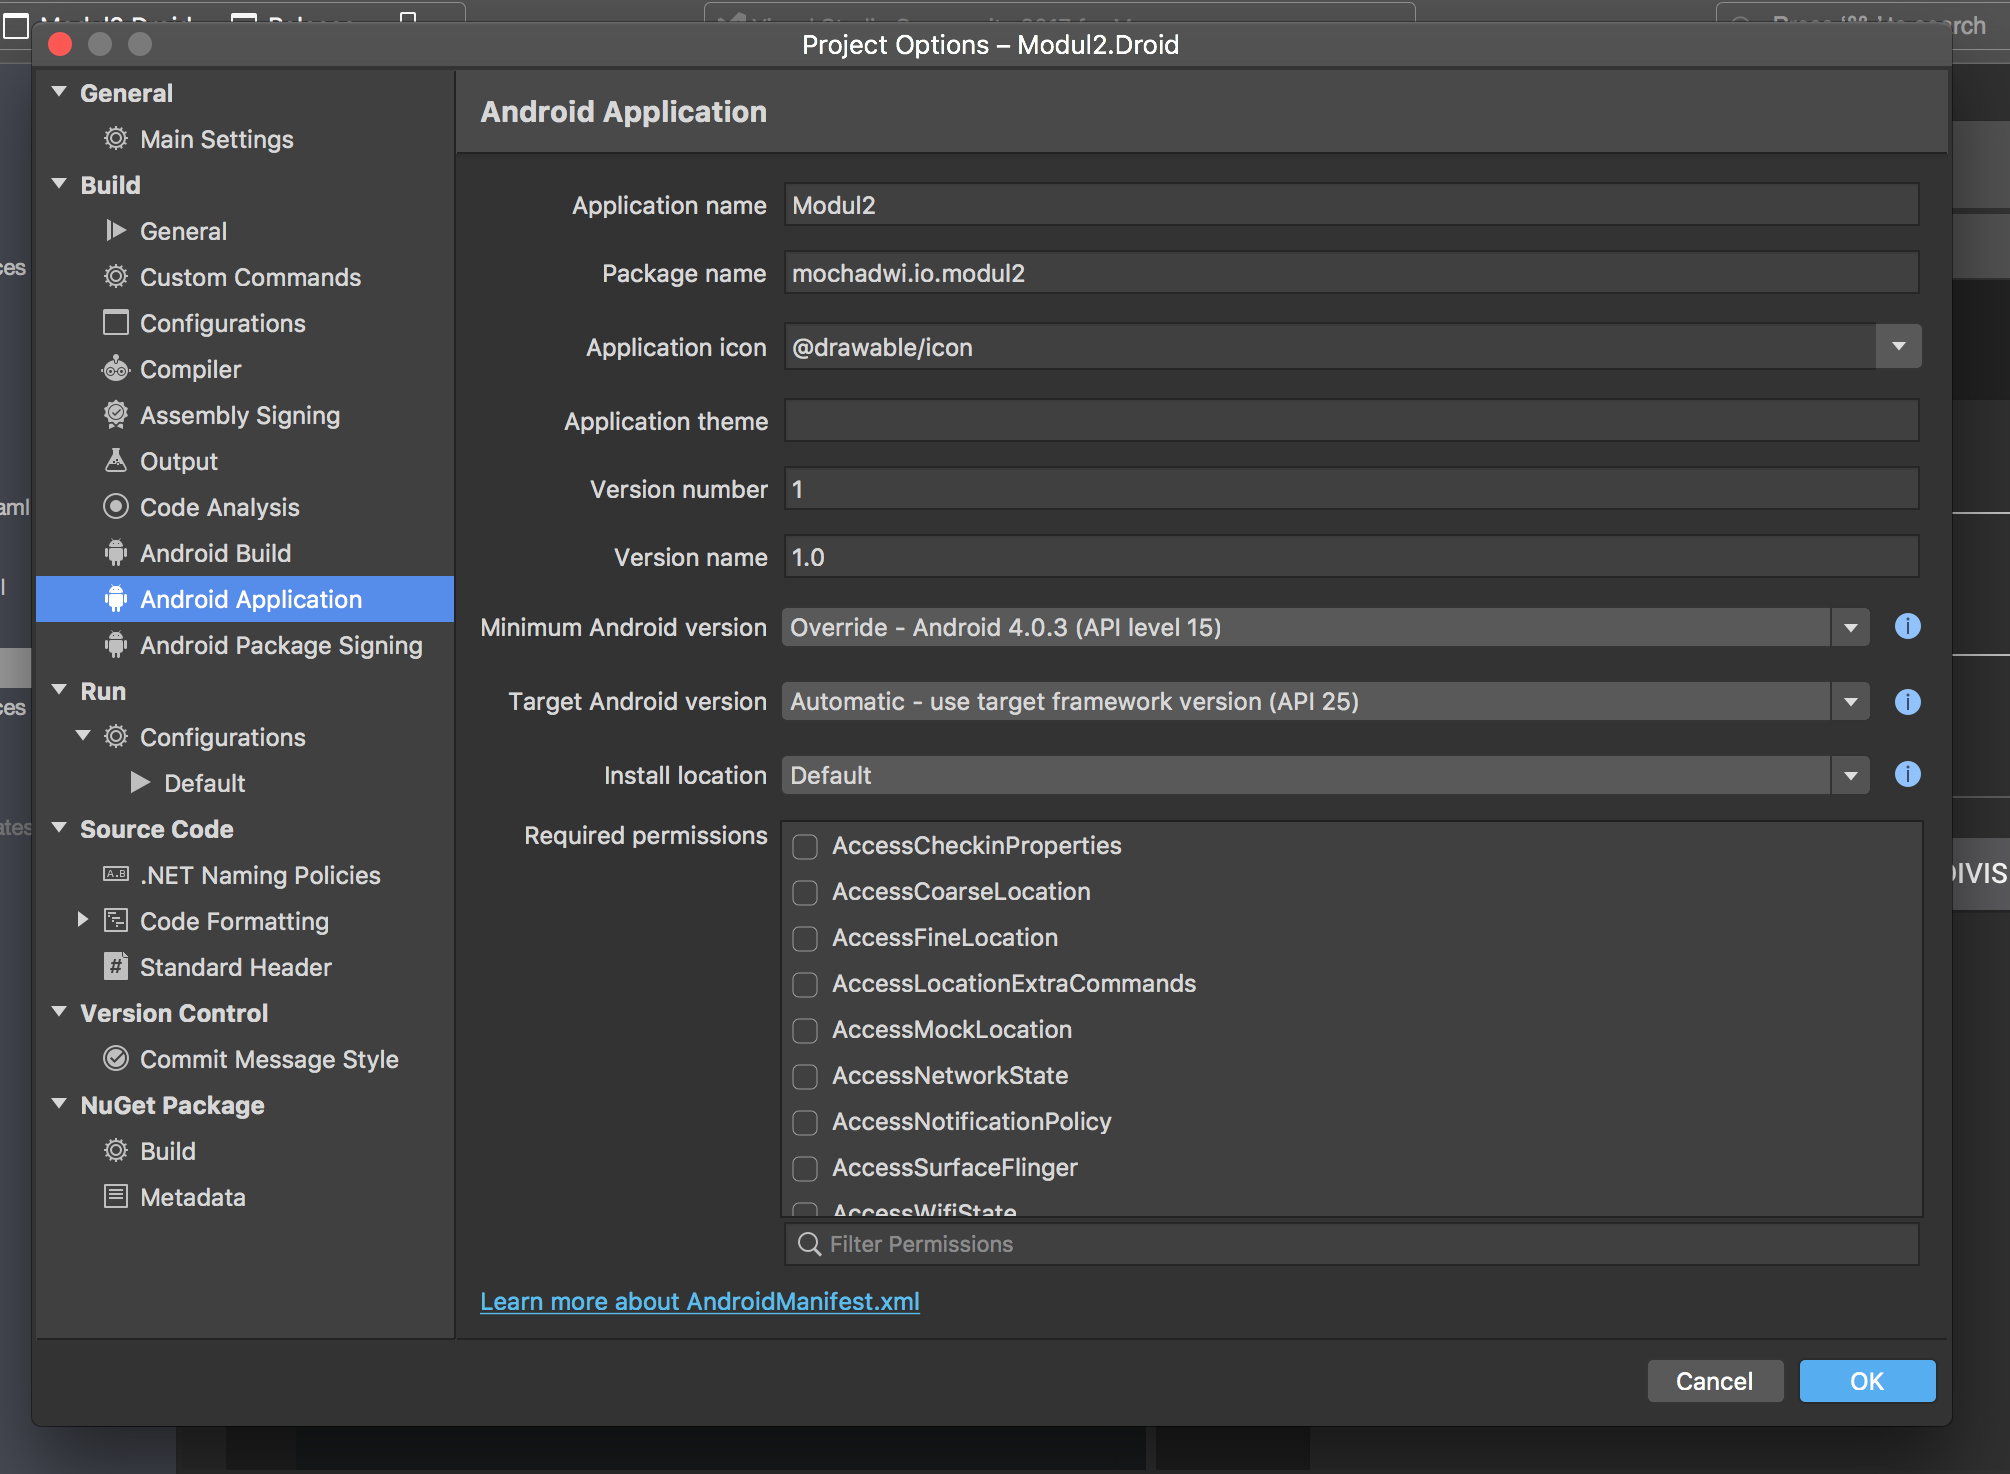 Project Options – Modul2.Droid
General
Main Settings
Build
General
Custom Commands
Configurations
Compiler
Assembly Signing
Output
Code Analysis
Android Build
Android Application
Android Package Signing
Run
Configurations
Default
Source Code
A.B .NET Naming Policies
Code Formatting
# Standard Header
Version Control
Commit Message Style
NuGet Package
Build
Metadata
Android Application
Application name Modul2
Package name mochadwi.io.modul2
Application icon @drawable/icon
Application theme
Version number 1
Version name 1.0
Minimum Android version Override - Android 4.0.3 (API level 15)
Target Android version Automatic - use target framework version (API 25)
Install location Default
Required permissions
AccessCheckinProperties
AccessCoarseLocation
AccessFineLocation
AccessLocationExtraCommands
AccessMockLocation
AccessNetworkState
AccessNotificationPolicy
AccessSurfaceFlinger
AccessWifiState
Filter Permissions
Learn more about AndroidManifest.xml
Cancel
OK